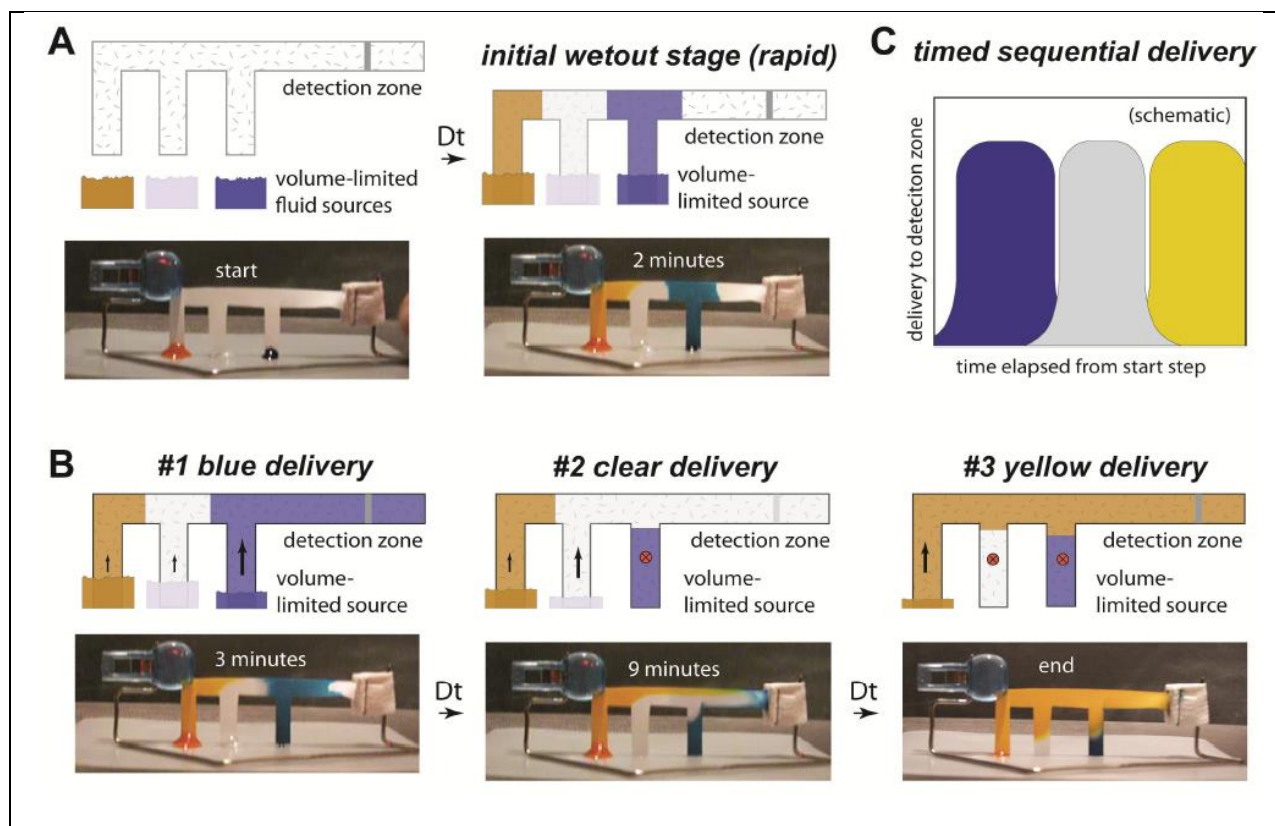 A
detection zone
volume-limited
fluid sources
start
Dt
initial wetout stage (rapid)
detection zone
volume-
limited source
2 minutes
C
timed sequential delivery
(schematic)
delivery to deteciton zone
time elapsed from start step
B
#1 blue delivery
detection zone
volume-
limited source
3 minutes
Dt
#2 clear delivery
detection zone
volume-
limited source
9 minutes
Dt
#3 yellow delivery
detection zone
volume-
limited source
end